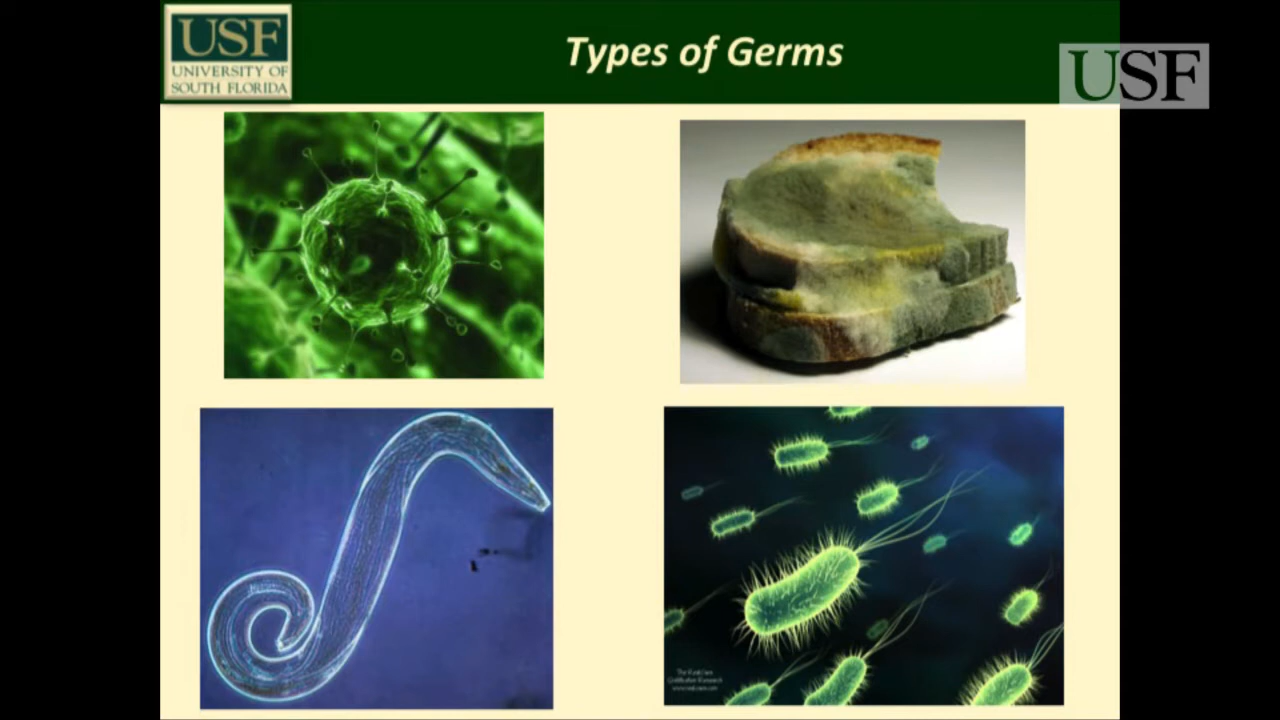 USF
UNIVERSITY OF
SOUTH FLORIDA
Types of Germs
USF